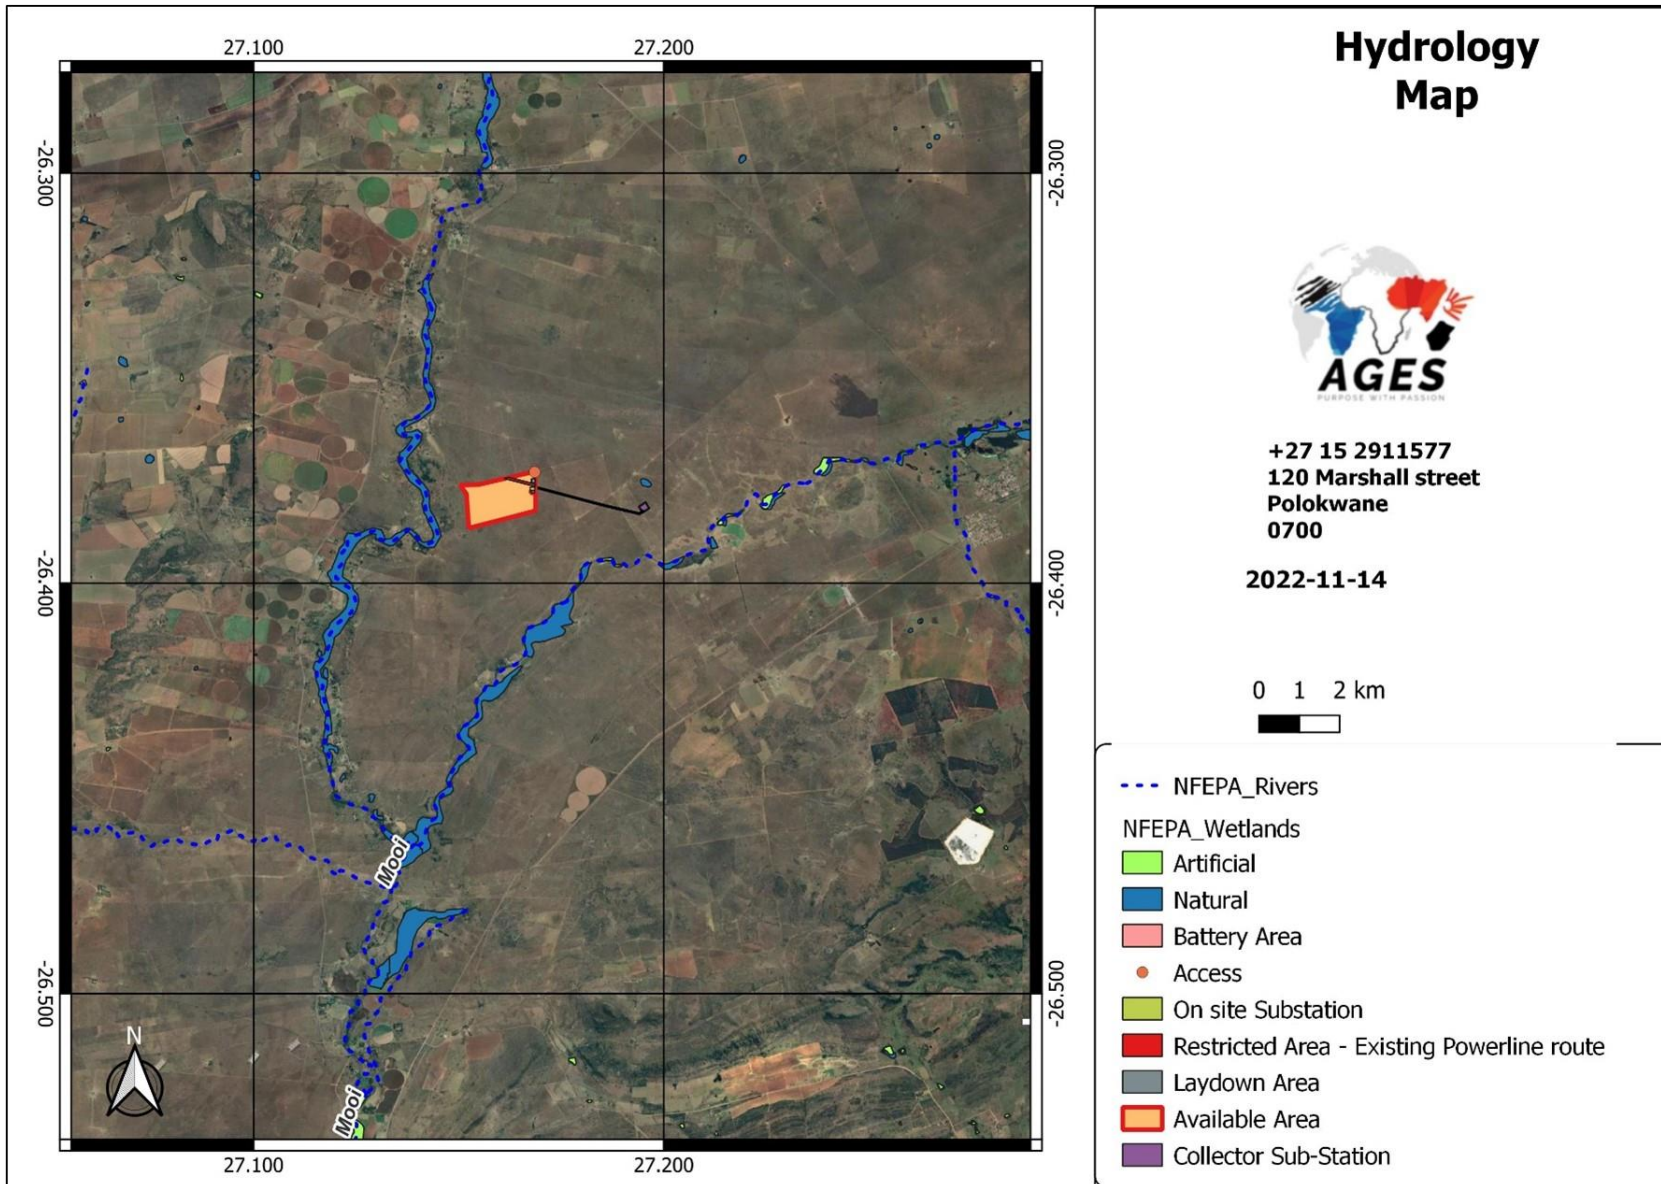 27.100
27.200
-26.300
-26.300
-26.400
-26.400
-26.500
-26.500
Mooi
Mooi
N
27.100
27.200
Hydrology
Map
AGES
PURPOSE WITH PASSION
+27 15 2911577
120 Marshall street
Polokwane
0700
2022-11-14
0 1 2 km
NFEPA_Rivers
NFEPA_Wetlands
Artificial
Natural
Battery Area
Access
On site Substation
Restricted Area - Existing Powerline route
Laydown Area
Available Area
Collector Sub-Station